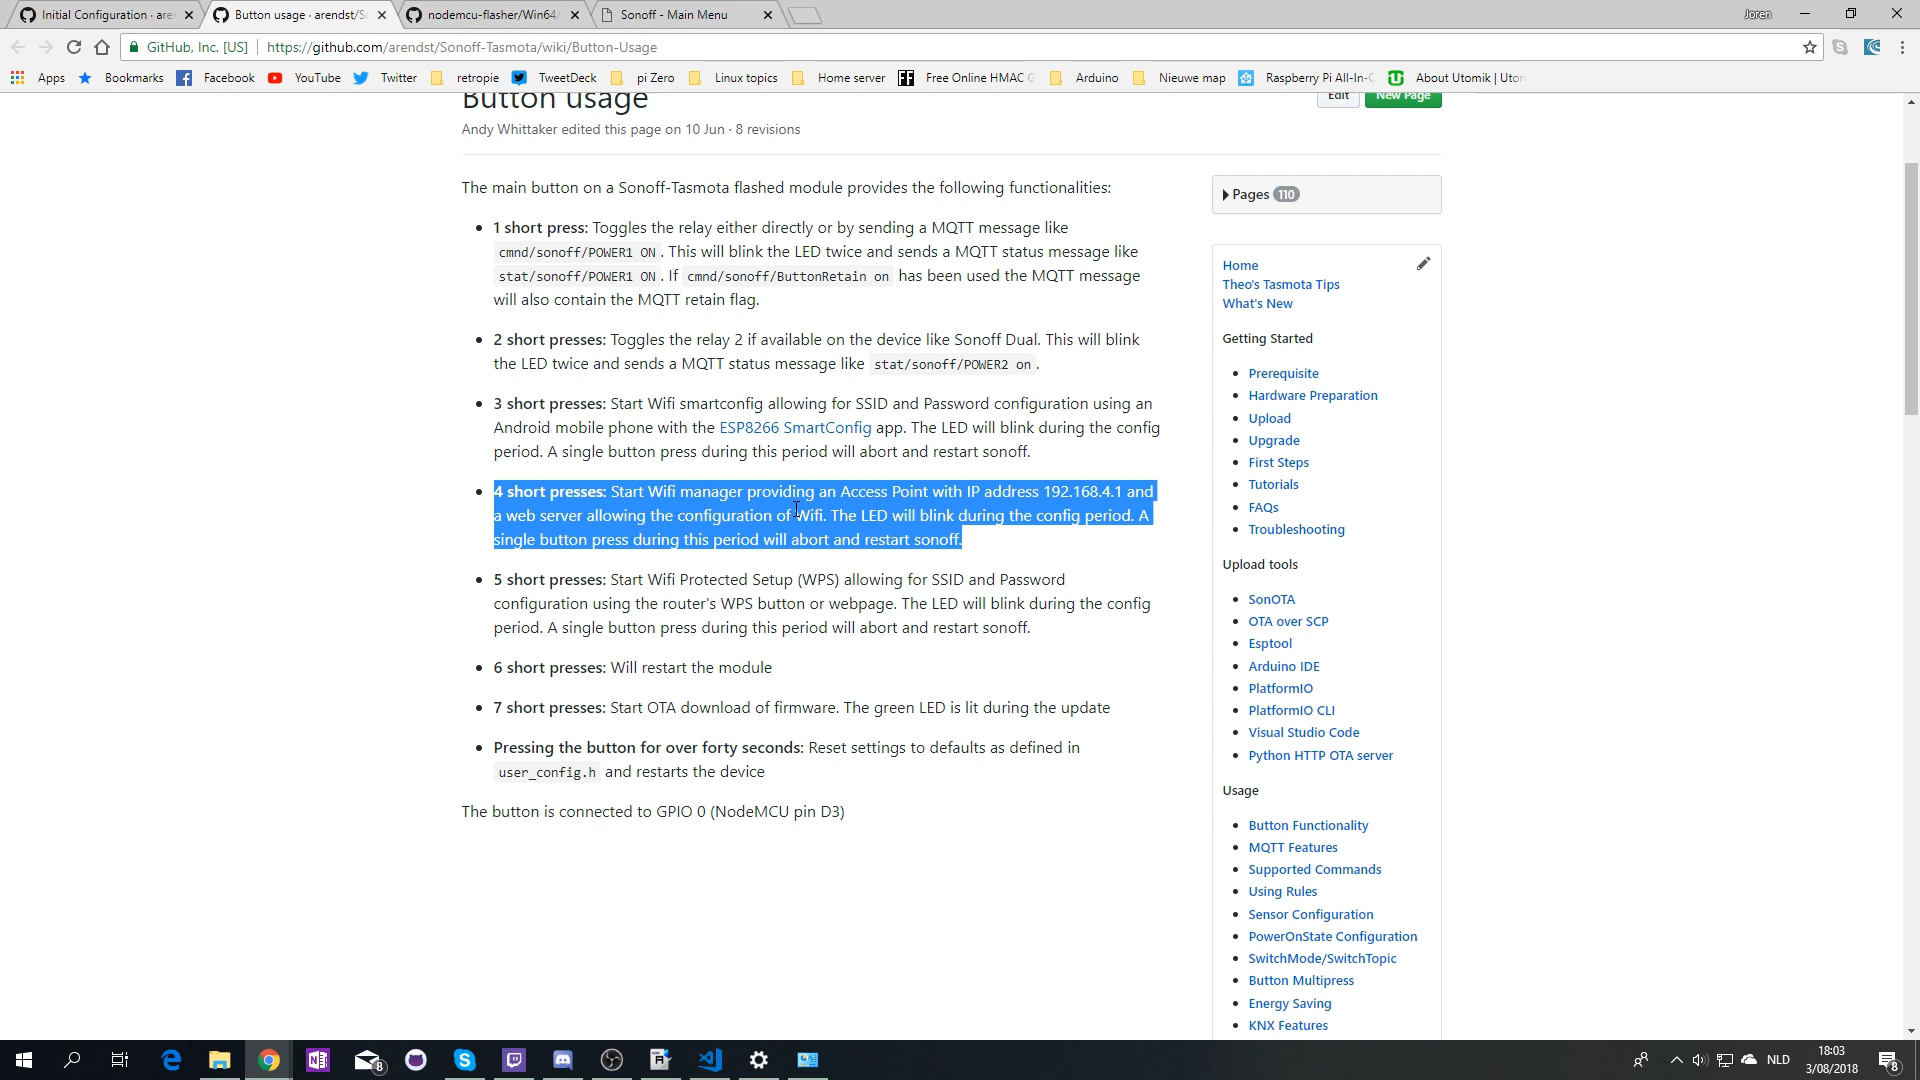 Initial Configuration · are
Button usage · arendst/So
nodemcu-flasher/Win64/
Sonoff - Main Menu
Joren
GitHub, Inc. [US]
https://github.com/arendst/Sonoff-Tasmota/wiki/Button-Usage
Apps
Bookmarks
Facebook
YouTube
Twitter
retropie
TweetDeck
pi Zero
Linux topics
Home server
Free Online HMAC G
Arduino
Nieuwe map
Raspberry Pi All-In-C
About Utomik | Uton
Button usage
Edit
New Page
Andy Whittaker edited this page on 10 Jun · 8 revisions
The main button on a Sonoff-Tasmota flashed module provides the following functionalities:
1 short press: Toggles the relay either directly or by sending a MQTT message like
cmnd/sonoff/POWER1 ON . This will blink the LED twice and sends a MQTT status message like
stat/sonoff/POWER1 ON . If cmnd/sonoff/ButtonRetain on has been used the MQTT message
will also contain the MQTT retain flag.
2 short presses: Toggles the relay 2 if available on the device like Sonoff Dual. This will blink
the LED twice and sends a MQTT status message like stat/sonoff/POWER2 on .
3 short presses: Start Wifi smartconfig allowing for SSID and Password configuration using an
Android mobile phone with the ESP8266 SmartConfig app. The LED will blink during the config
period. A single button press during this period will abort and restart sonoff.
4 short presses: Start Wifi manager providing an Access Point with IP address 192.168.4.1 and
a web server allowing the configuration of Wifi. The LED will blink during the config period. A
single button press during this period will abort and restart sonoff.
5 short presses: Start Wifi Protected Setup (WPS) allowing for SSID and Password
configuration using the router's WPS button or webpage. The LED will blink during the config
period. A single button press during this period will abort and restart sonoff.
6 short presses: Will restart the module
7 short presses: Start OTA download of firmware. The green LED is lit during the update
Pressing the button for over forty seconds: Reset settings to defaults as defined in
user_config.h and restarts the device
The button is connected to GPIO 0 (NodeMCU pin D3)
Pages 110
Home
Theo's Tasmota Tips
What's New
Getting Started
Prerequisite
Hardware Preparation
Upload
Upgrade
First Steps
Tutorials
FAQs
Troubleshooting
Upload tools
SonOTA
OTA over SCP
Esptool
Arduino IDE
PlatformIO
PlatformIO CLI
Visual Studio Code
Python HTTP OTA server
Usage
Button Functionality
MQTT Features
Supported Commands
Using Rules
Sensor Configuration
PowerOnState Configuration
SwitchMode/SwitchTopic
Button Multipress
Energy Saving
KNX Features
8
NLD
18:03
3/08/2018
8